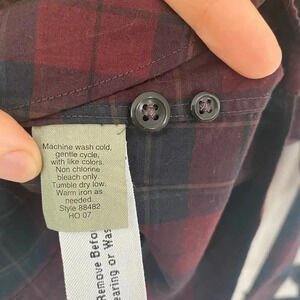 Machine wash cold,
gentle cycle,
with like colors.
Non chlorine
bleach only.
Tumble dry low.
Warm iron as
needed.
Style 88482
HO 07
Remove Befo
earing or Was